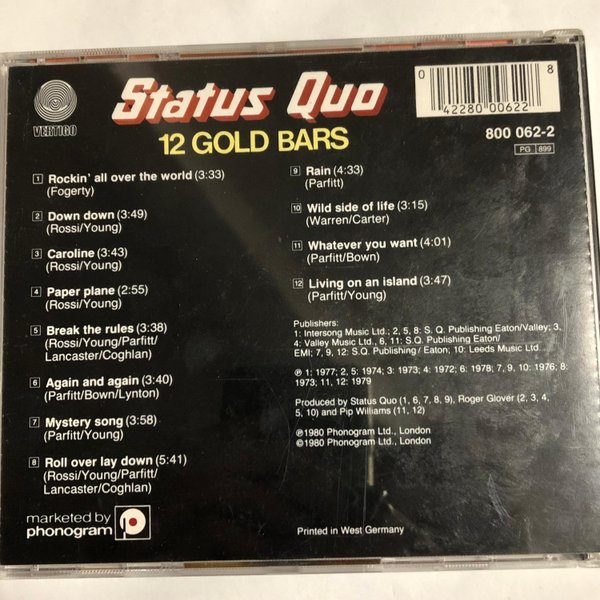 VERTIGO
Status Quo
12 GOLD BARS
0 8
42280 00622
800 062-2
PG 899
1 Rockin' all over the world (3:33)
(Fogerty)
2 Down down (3:49)
(Rossi/Young)
3 Caroline (3:43)
(Rossi/Young)
4 Paper plane (2:55)
(Rossi/Young)
5 Break the rules (3:38)
(Rossi/Young/Parfitt/
Lancaster/Coghlan)
6 Again and again (3:40)
(Parfitt/Bown/Lynton)
7 Mystery song (3:58)
(Parfitt/Young)
8 Roll over lay down (5:41)
(Rossi/Young/Parfitt/
Lancaster/Coghlan)
9 Rain (4:33)
(Parfitt)
10 Wild side of life (3:15)
(Warren/Carter)
11 Whatever you want (4:01)
(Parfitt/Bown)
12 Living on an island (3:47)
(Parfitt/Young)
Publishers:
1: Intersong Music Ltd.; 2, 5, 8: S. Q. Publishing Eaton/Valley; 3,
4: Valley Music Ltd., 6, 11: S. Q. Publishing Eaton/
EMI; 7, 9, 12: S.Q. Publishing / Eaton; 10: Leeds Music Ltd.
℗ 1: 1977; 2, 5: 1974; 3: 1973; 4: 1972; 6: 1978; 7, 9, 10: 1976; 8:
1973; 11, 12: 1979
Produced by Status Quo (1, 6, 7, 8, 9), Roger Glover (2, 3, 4,
5, 10) and Pip Williams (11, 12)
℗1980 Phonogram Ltd., London
©1980 Phonogram Ltd., London
marketed by
phonogram
Printed in West Germany